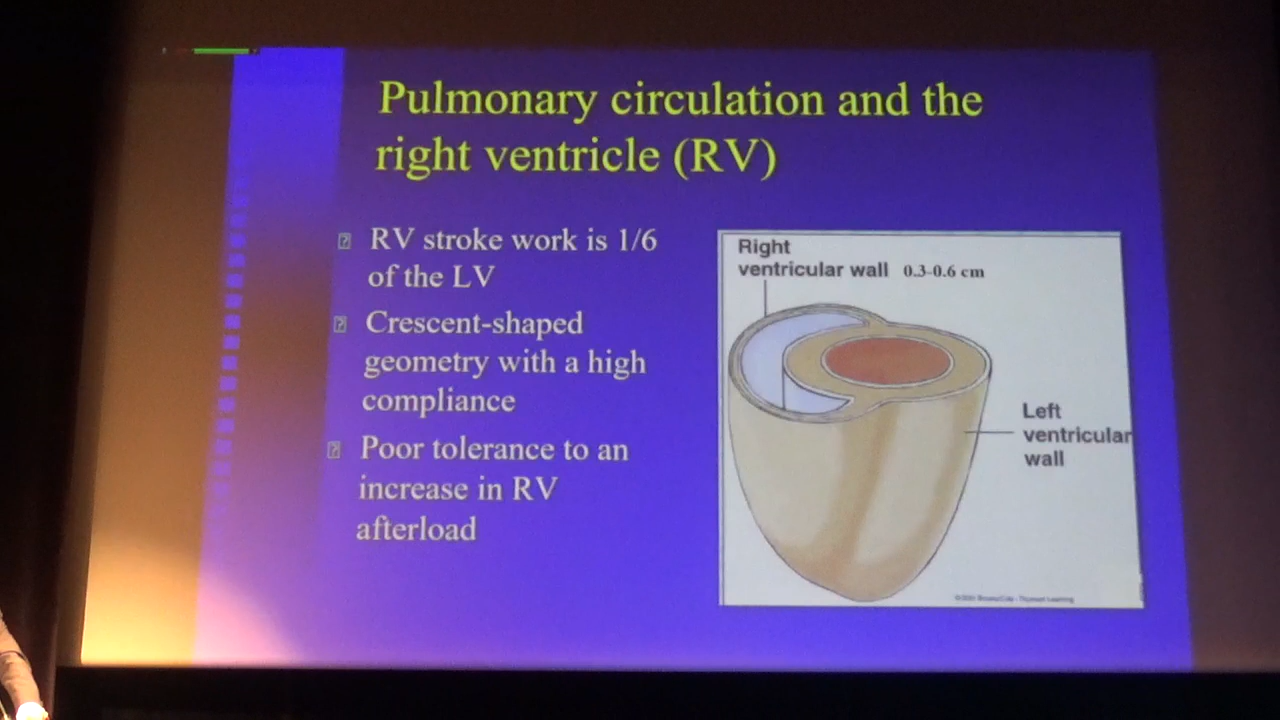 Pulmonary circulation and the
right ventricle (RV)
RV stroke work is 1/6
of the LV
Crescent-shaped
geometry with a high
compliance
Poor tolerance to an
increase in RV
afterload
Right
ventricular wall 0.3-0.6 cm
Left
ventricular
wall